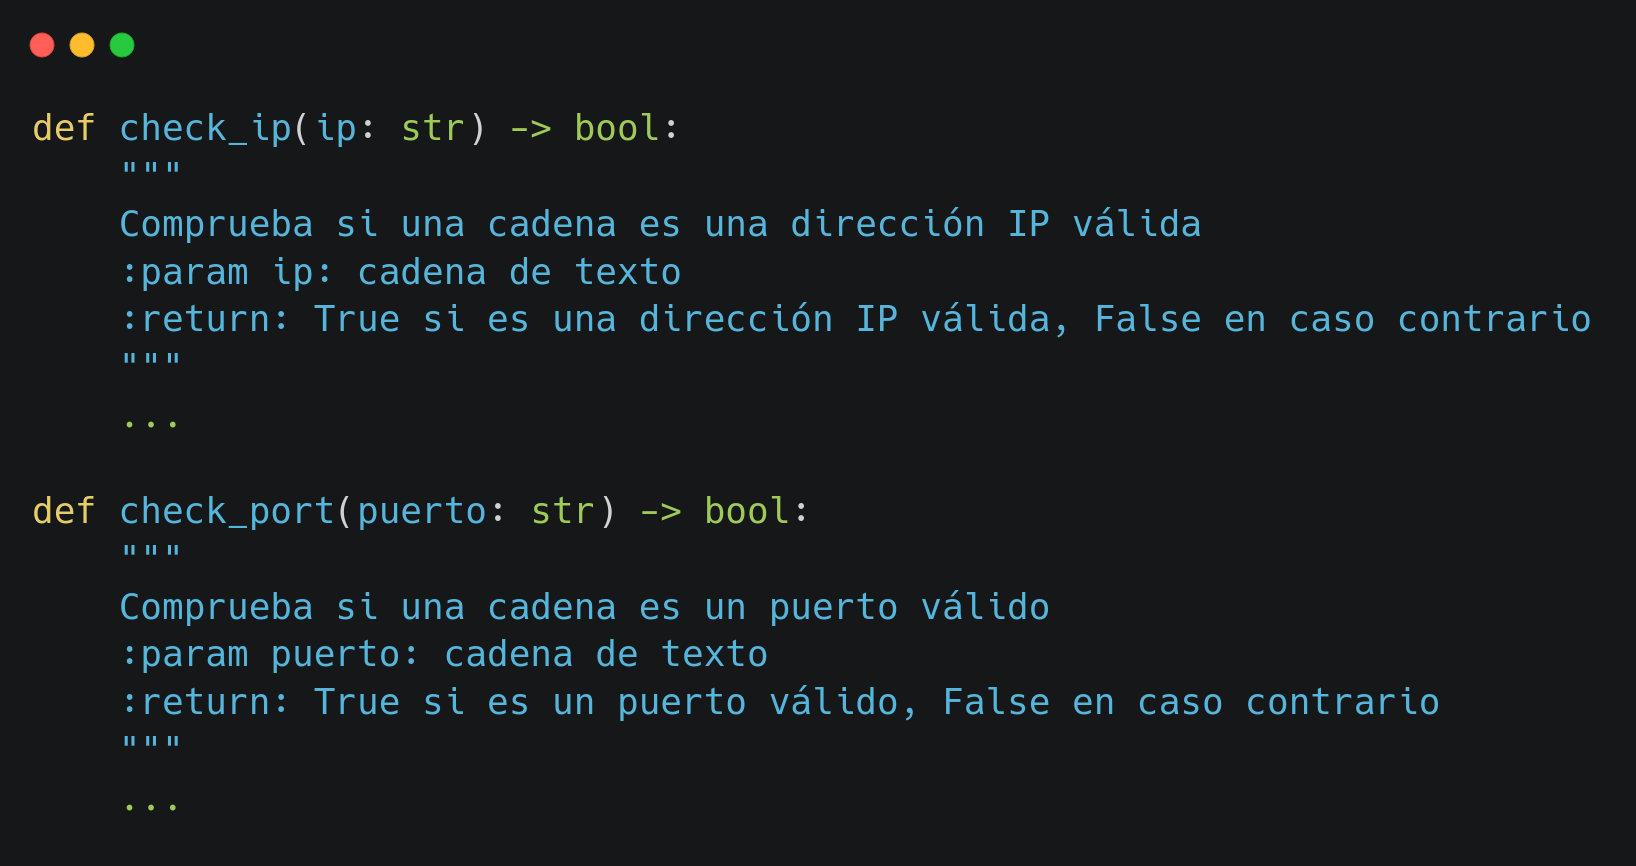 def check_ip(ip: str) -> bool:
    """
    Comprueba si una cadena es una dirección IP válida
    :param ip: cadena de texto
    :return: True si es una dirección IP válida, False en caso contrario
    """
    ...

def check_port(puerto: str) -> bool:
    """
    Comprueba si una cadena es un puerto válido
    :param puerto: cadena de texto
    :return: True si es un puerto válido, False en caso contrario
    """
    ...